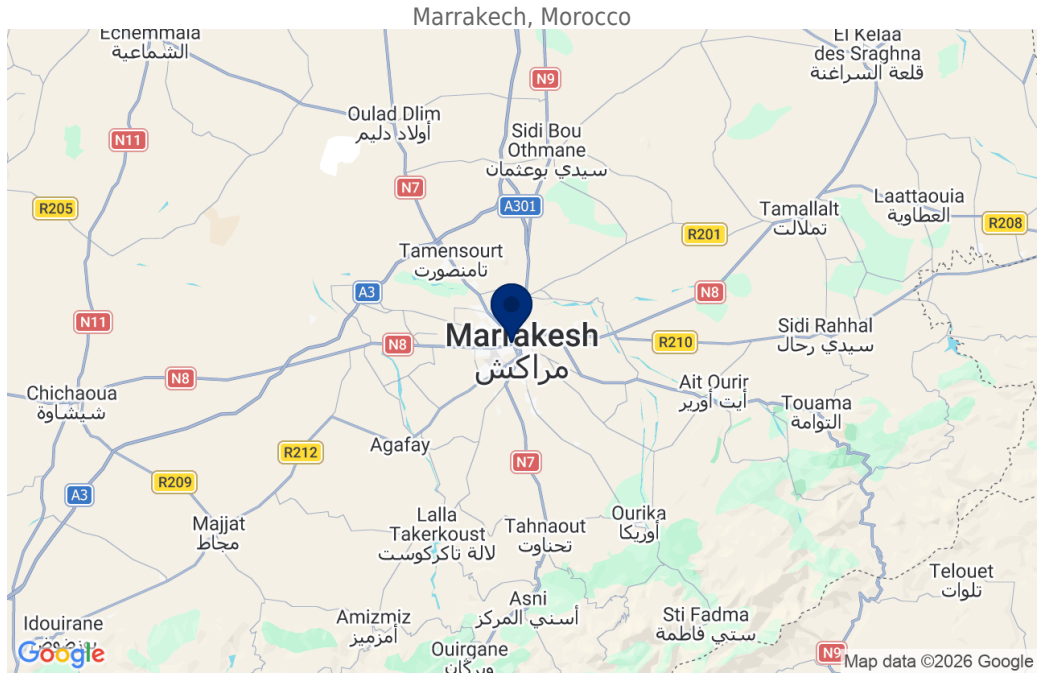 Marrakech, Morocco
Echemmaia
الشماعية
El Kelaa
des Sraghna
قلعة السراغنة
N9
Oulad Dlim
أولاد دليم
Sidi Bou
Othmane
سيدي بوعثمان
N11
N7
R205
A301
Tamallalt
تملالت
Laattaouia
العطاوية
R208
R201
Tamensourt
تامنصورت
A3
N8
N11
Marrakesh
مراكش
N8
R210
Sidi Rahhal
سيدي رحال
N8
Chichaoua
شيشاوة
Ait Ourir
أيت أورير
Touama
التوامة
Agafay
R212
N7
R209
A3
Majjat
مجاط
Lalla
Takerkoust
لالة تاكركوست
Tahnaout
تحناوت
Ourika
أوريكا
Telouet
تلوات
Idouirane
Amizmiz
أمزميز
Asni
أسني المركز
Sti Fadma
ستي فاطمة
Ouirgane
ويرگان
N9
Google
Map data ©2026 Google